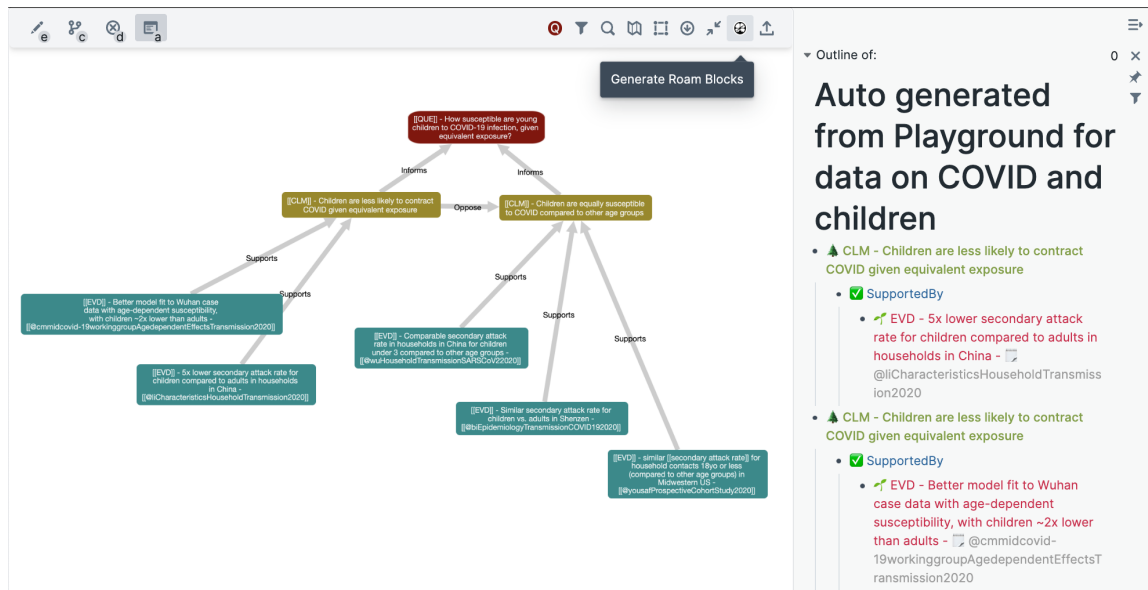 e
c
d
a
Q
Generate Roam Blocks
[[QUE]] - How susceptible are young
children to COVID-19 infection, given
equivalent exposure?
Informs
Informs
[[CLM]] - Children are less likely to contract
COVID given equivalent exposure
Oppose
[[CLM]] - Children are equally susceptible
to COVID compared to other age groups
Supports
Supports
Supports
Supports
Supports
[[EVD]] - Better model fit to Wuhan case
data with age-dependent susceptibility,
with children ~2x lower than adults -
[[@cmmidcovid-19workinggroupAgedependentEffectsTransmission2020]]
[[EVD]] - 5x lower secondary attack rate for
children compared to adults in households
in China -
[[@liCharacteristicsHouseholdTransmission2020]]
[[EVD]] - Comparable secondary attack
rate in households in China for children
under 3 compared to other age groups -
[[@wuHouseholdTransmissionSARSCoV22020]]
[[EVD]] - Similar secondary attack rate for
children vs. adults in Shenzen -
[[@biEpidemiologyTransmissionCOVID192020]]
[[EVD]] - similar [[secondary attack rate]] for
household contacts 18yo or less
(compared to other age groups) in
Midwestern US -
[[@yousafProspectiveCohortStudy2020]]
Outline of:
0
Auto generated
from Playground for
data on COVID and
children
CLM - Children are less likely to contract
COVID given equivalent exposure
SupportedBy
EVD - 5x lower secondary attack
rate for children compared to adults in
households in China -
@liCharacteristicsHouseholdTransmiss
ion2020
CLM - Children are less likely to contract
COVID given equivalent exposure
SupportedBy
EVD - Better model fit to Wuhan
case data with age-dependent
susceptibility, with children ~2x lower
than adults - @cmmidcovid-
19workinggroupAgedependentEffectsT
ransmission2020